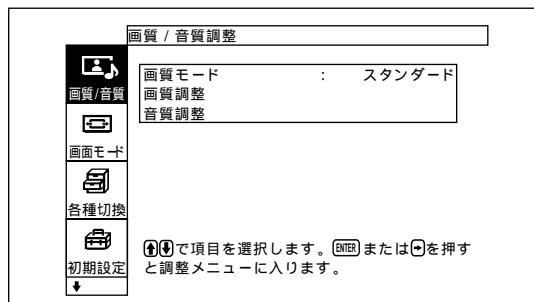 画質 / 音質調整
画質/音質
画質モード : スタンダード
画質調整
音質調整
画面モード
各種切換
初期設定
⬆⬇で項目を選択します。ENTERまたは➡を押す
と調整メニューに入ります。
⬇